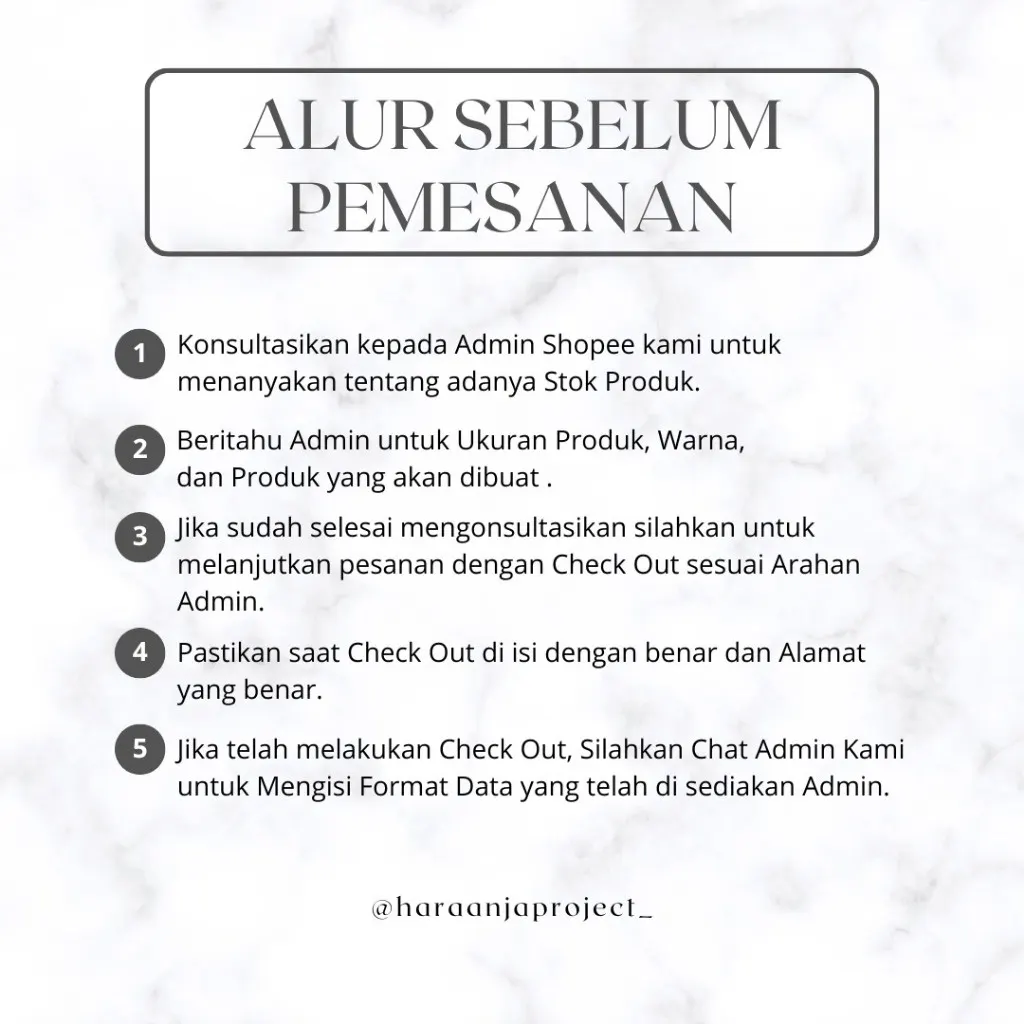 ALUR SEBELUM
PEMESANAN
1 Konsultasikan kepada Admin Shopee kami untuk
menanyakan tentang adanya Stok Produk.
2 Beritahu Admin untuk Ukuran Produk, Warna,
dan Produk yang akan dibuat .
3 Jika sudah selesai mengonsultasikan silahkan untuk
melanjutkan pesanan dengan Check Out sesuai Arahan
Admin.
4 Pastikan saat Check Out di isi dengan benar dan Alamat
yang benar.
5 Jika telah melakukan Check Out, Silahkan Chat Admin Kami
untuk Mengisi Format Data yang telah di sediakan Admin.
@haraanjaproject_